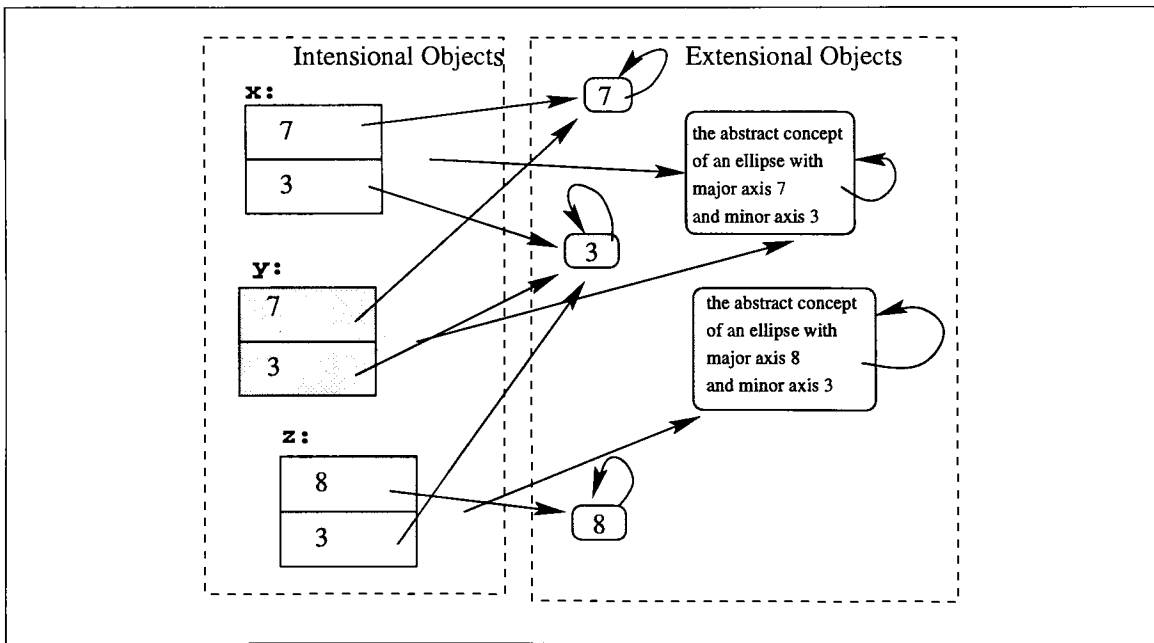 Intensional Objects
Extensional Objects
x:
7
3
y:
7
3
z:
8
3
7
3
8
the abstract concept
of an ellipse with
major axis 7
and minor axis 3
the abstract concept
of an ellipse with
major axis 8
and minor axis 3